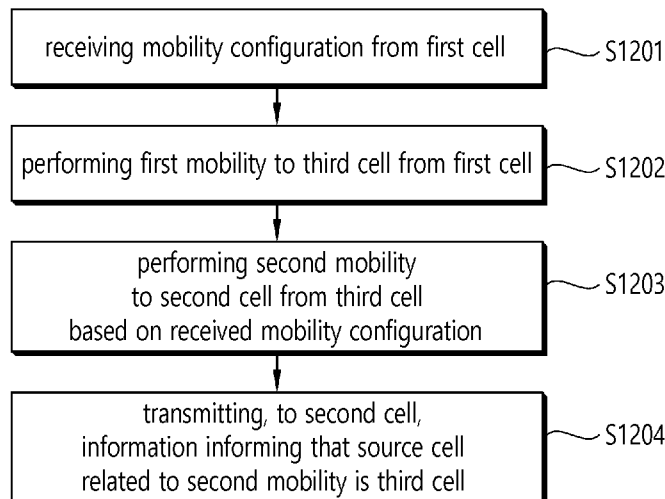 receiving mobility configuration from first cell
S1201
performing first mobility to third cell from first cell
S1202
performing second mobility
to second cell from third cell
based on received mobility configuration
S1203
transmitting, to second cell,
information informing that source cell
related to second mobility is third cell
S1204